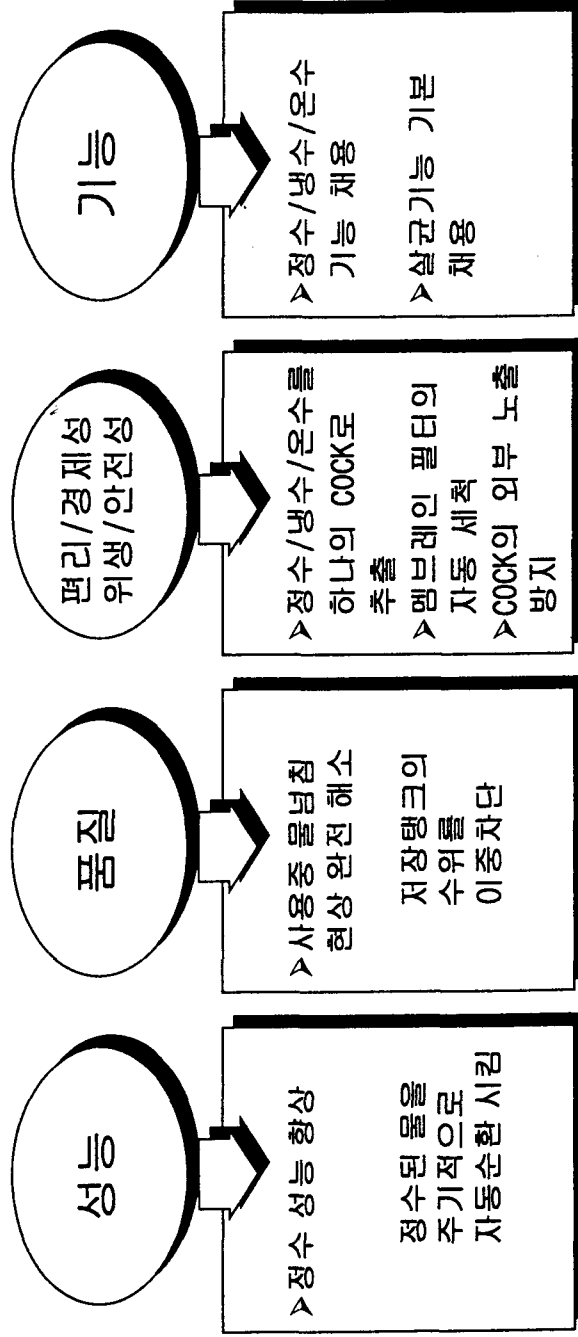 성능
➢정수 성능 향상
정수된 물을
주기적으로
자동순환 시킴
품질
➢사용중 물넘침
현상 완전 해소
저장탱크의
수위를
이중차단
편리/경제성
위생/안전성
➢정수/냉수/온수를
하나의 COCK로
추출
➢멤브레인 필터의
자동 세척
➢COCK의 외부 노출
방지
기능
➢정수/냉수/온수
기능 채용
➢살균기능 기본
채용